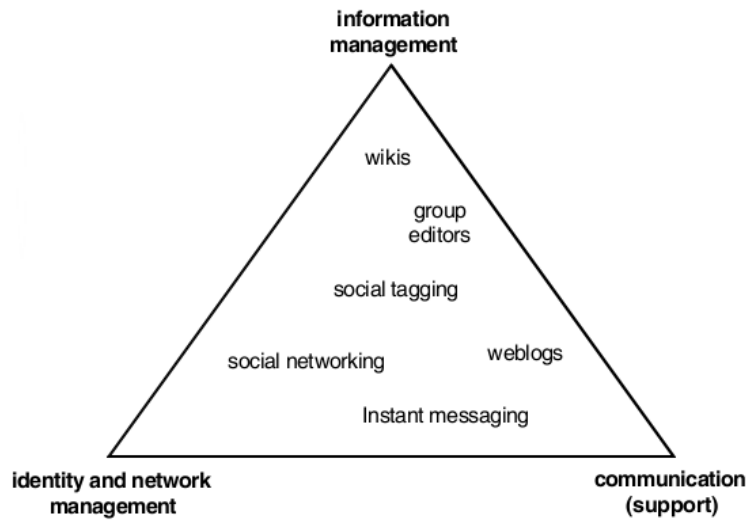 information
management
wikis
group
editors
social tagging
social networking
weblogs
Instant messaging
identity and network
management
communication
(support)